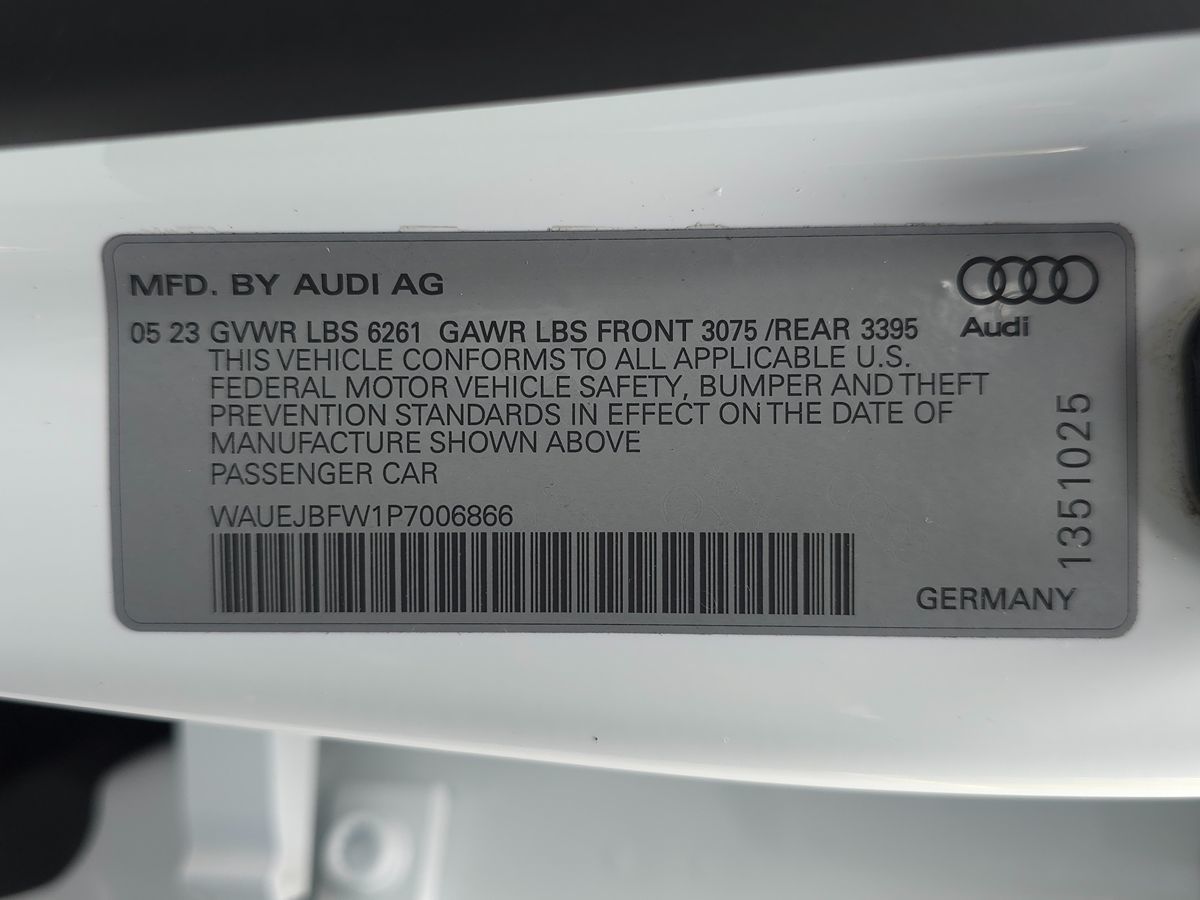 MFD. BY AUDI AG
Audi
05 23 GVWR LBS 6261 GAWR LBS FRONT 3075 /REAR 3395
THIS VEHICLE CONFORMS TO ALL APPLICABLE U.S.
FEDERAL MOTOR VEHICLE SAFETY, BUMPER AND THEFT
PREVENTION STANDARDS IN EFFECT ON THE DATE OF
MANUFACTURE SHOWN ABOVE
PASSENGER CAR
WAUEJBFW1P7006866
GERMANY
13510025